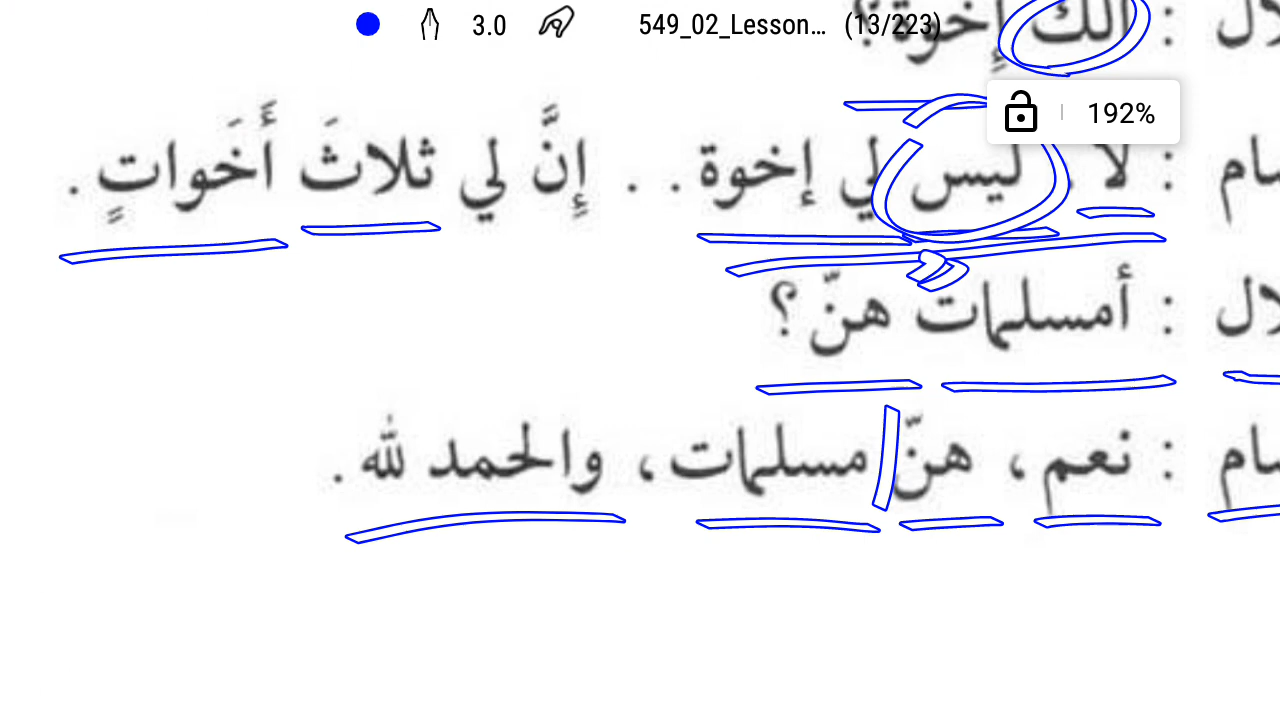 3.0 549_02_Lesson… (13/223)
لال : ألك إخوة؟
192%
: لا . ليس لي إخوة . . إِنَّ لي ثلاثَ أَخَواتٍ .
: أمسلمات هنّ ؟
: نعم ، هنّ مسلمات ، والحمد لله .